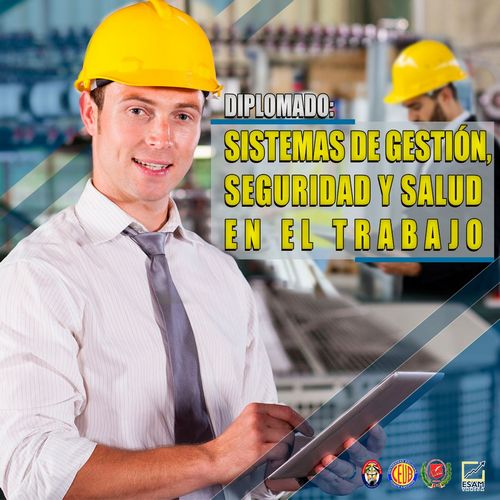 DIPLOMADO:
SISTEMAS DE GESTIÓN,
SEGURIDAD Y SALUD
EN EL TRABAJO
CEUB
ESAM